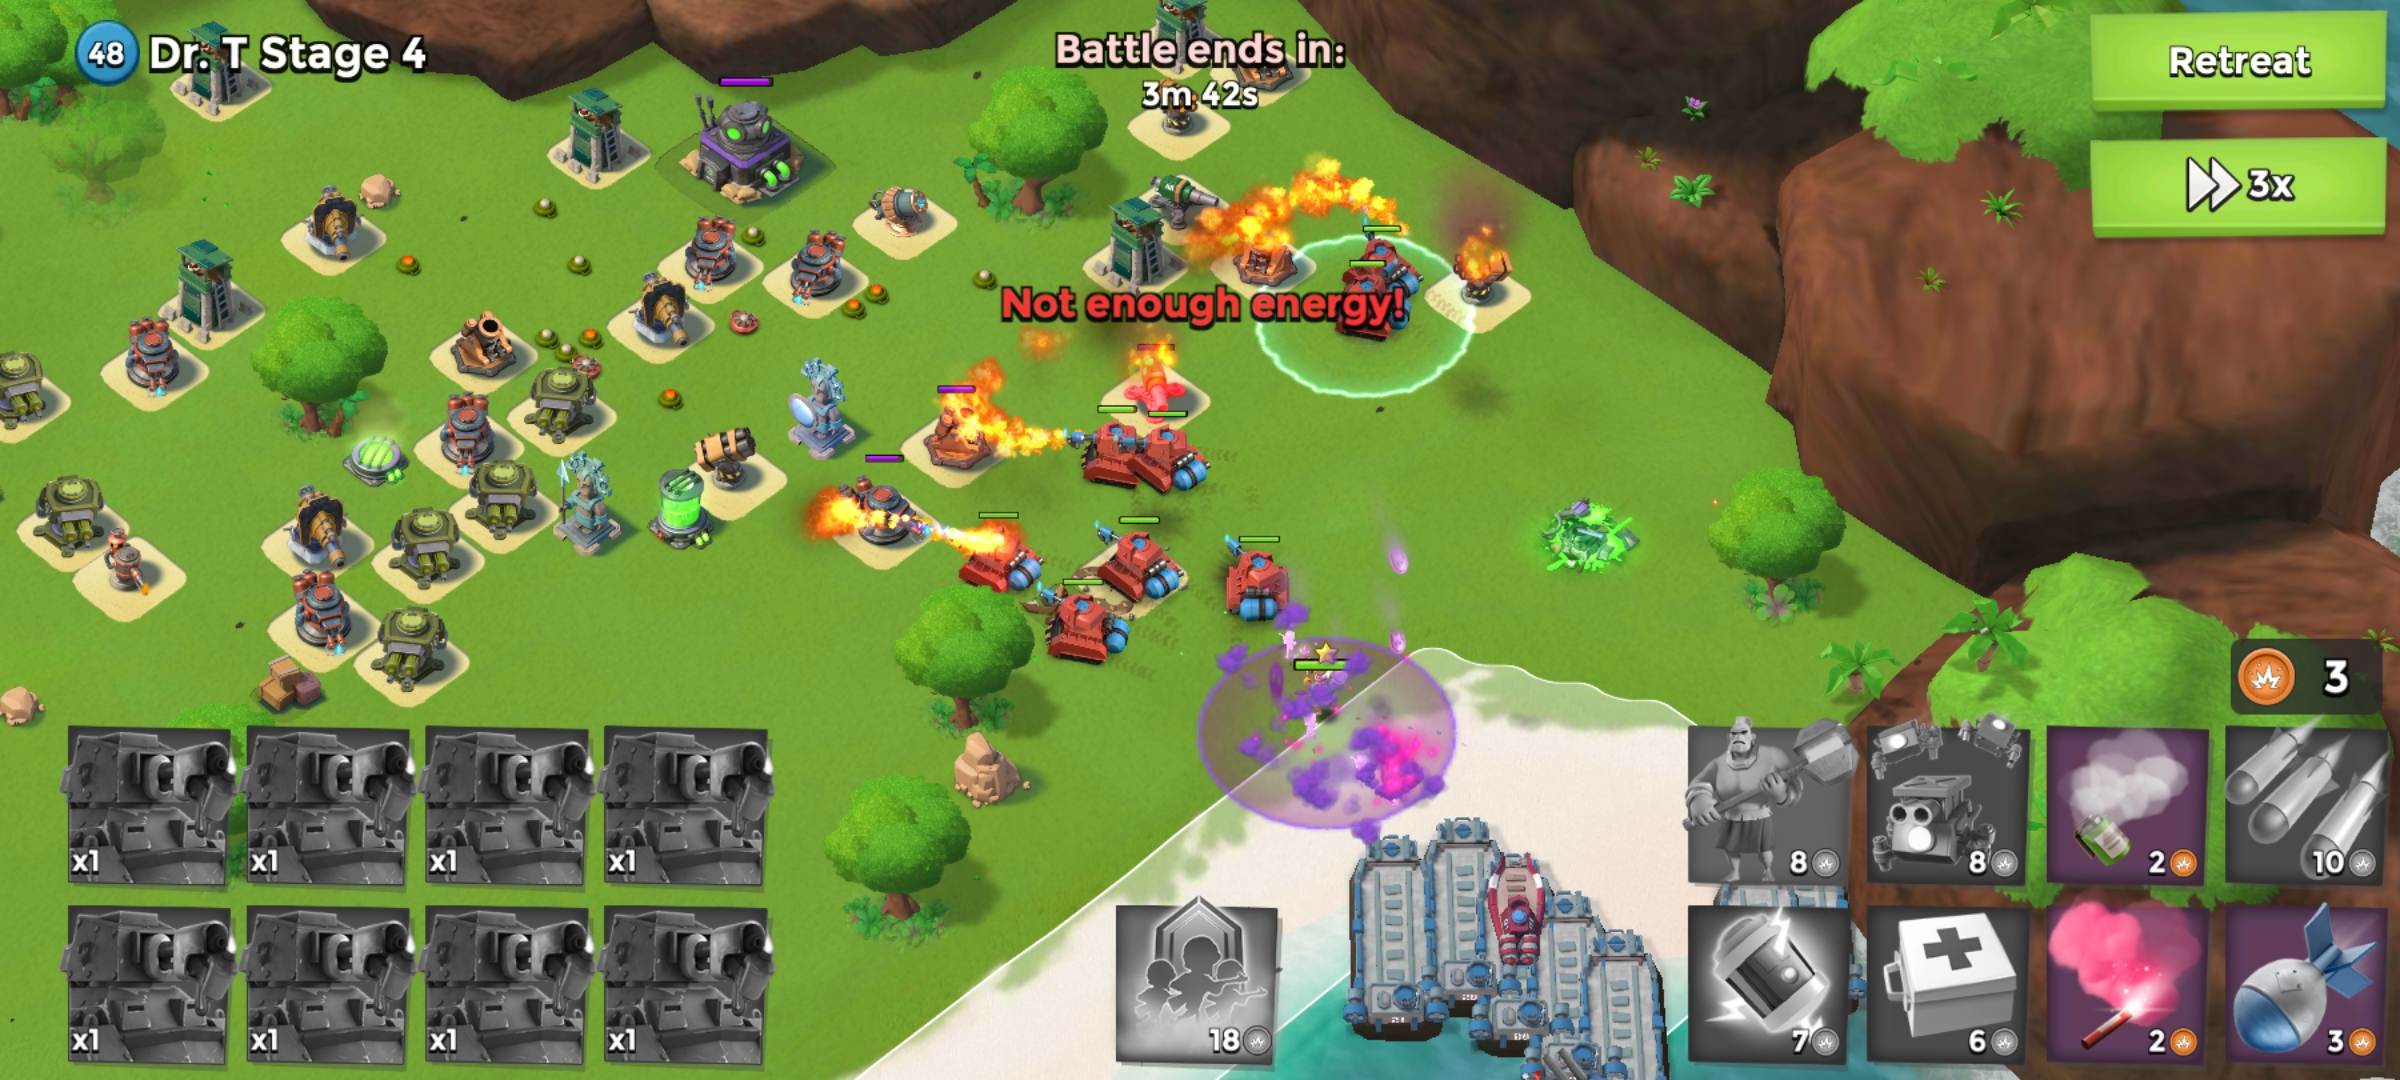 48 Dr. T Stage 4
Battle ends in:
3m 42s
Retreat
3x
Not enough energy!
3
x1 x1 x1 x1
8 8 2 10
x1 x1 x1 x1
18 7 6 2 3